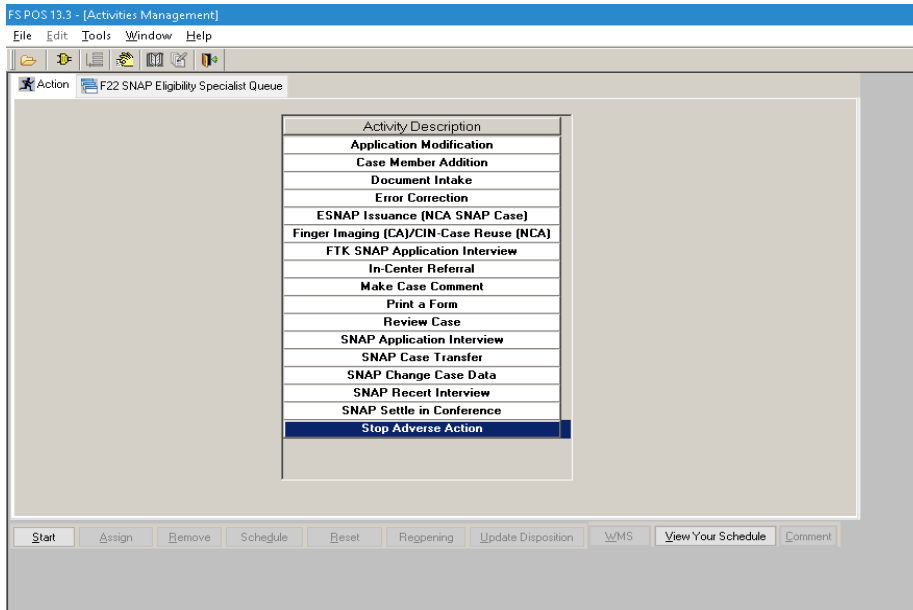 FS POS 13.3 - [Activities Management]
File Edit Tools Window Help
Action F22 SNAP Eligibility Specialist Queue
Activity Description
Application Modification
Case Member Addition
Document Intake
Error Correction
ESNAP Issuance (NCA SNAP Case)
Finger Imaging (CA)/CIN-Case Reuse (NCA)
FTK SNAP Application Interview
In-Center Referral
Make Case Comment
Print a Form
Review Case
SNAP Application Interview
SNAP Case Transfer
SNAP Change Case Data
SNAP Recert Interview
SNAP Settle in Conference
Stop Adverse Action
Start Assign Remove Schedule Reset Reopening Update Disposition WMS View Your Schedule Comment